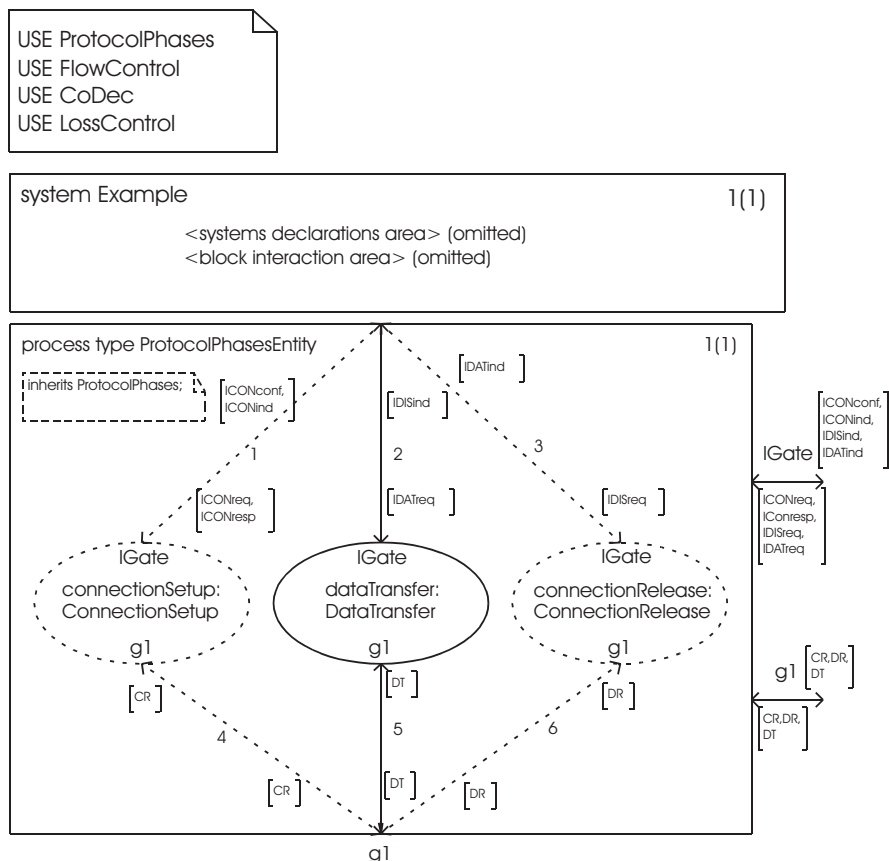 USE ProtocolPhases
USE FlowControl
USE CoDec
USE LossControl
system Example
1(1)
<systems declarations area> (omitted)
<block interaction area> (omitted)
process type ProtocolPhasesEntity
1(1)
inherits ProtocolPhases;
[ICONconf,
ICONind]
[IDISind]
[IDATind]
1
2
3
[ICONreq,
ICONresp]
[IDATreq]
[IDISreq]
IGate
connectionSetup:
ConnectionSetup
g1
IGate
dataTransfer:
DataTransfer
g1
IGate
connectionRelease:
ConnectionRelease
g1
[CR]
[DT]
[DR]
4
5
6
[CR]
[DT]
[DR]
g1
IGate
[ICONconf,
ICONind,
IDISind,
IDATind]
[ICONreq,
IConresp,
IDISreq,
IDATreq]
g1
[CR,DR,
DT]
[CR,DR,
DT]